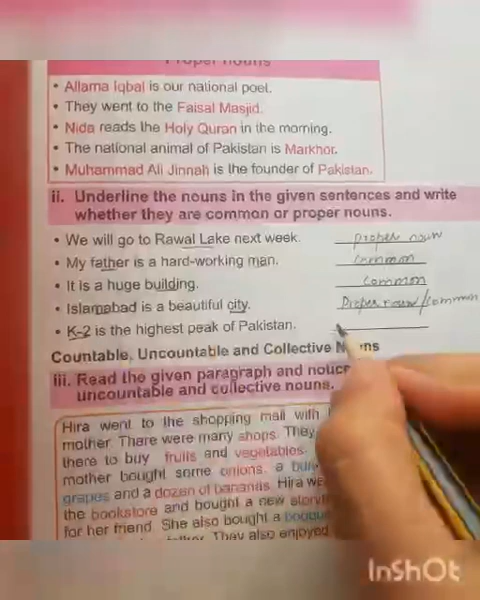 Proper nouns
• Allama Iqbal is our national poet.
• They went to the Faisal Masjid.
• Nida reads the Holy Quran in the morning.
• The national animal of Pakistan is Markhor.
• Muhammad Ali Jinnah is the founder of Pakistan.
ii. Underline the nouns in the given sentences and write
whether they are common or proper nouns.
• We will go to Rawal Lake next week. proper noun
• My father is a hard-working man. common
• It is a huge building. common
• Islamabad is a beautiful city. Proper noun/common
• K-2 is the highest peak of Pakistan.
Countable, Uncountable and Collective Nouns
iii. Read the given paragraph and notice
uncountable and collective nouns.
Hira went to the shopping mall with
mother. There were many shops. They
there to buy fruits and vegetables.
mother bought some onions, a
grapes and a dozen of bananas. Hira
the bookstore and bought a new
for her friend. She also bought a
They also enjoyed
InShOt